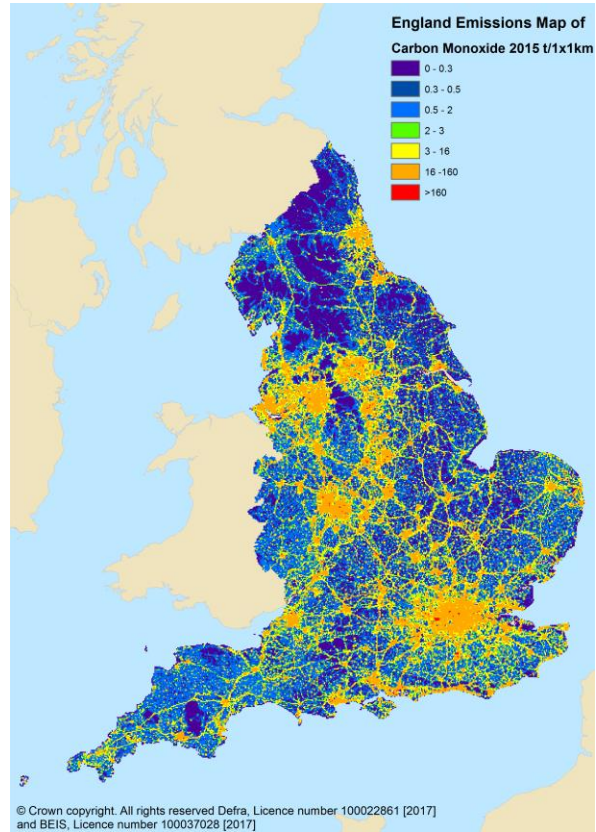 England Emissions Map of
Carbon Monoxide 2015 t/1x1km
0 - 0.3
0.3 - 0.5
0.5 - 2
2 - 3
3 - 16
16 -160
>160
© Crown copyright. All rights reserved Defra, Licence number 100022861 [2017]
and BEIS, Licence number 100037028 [2017]